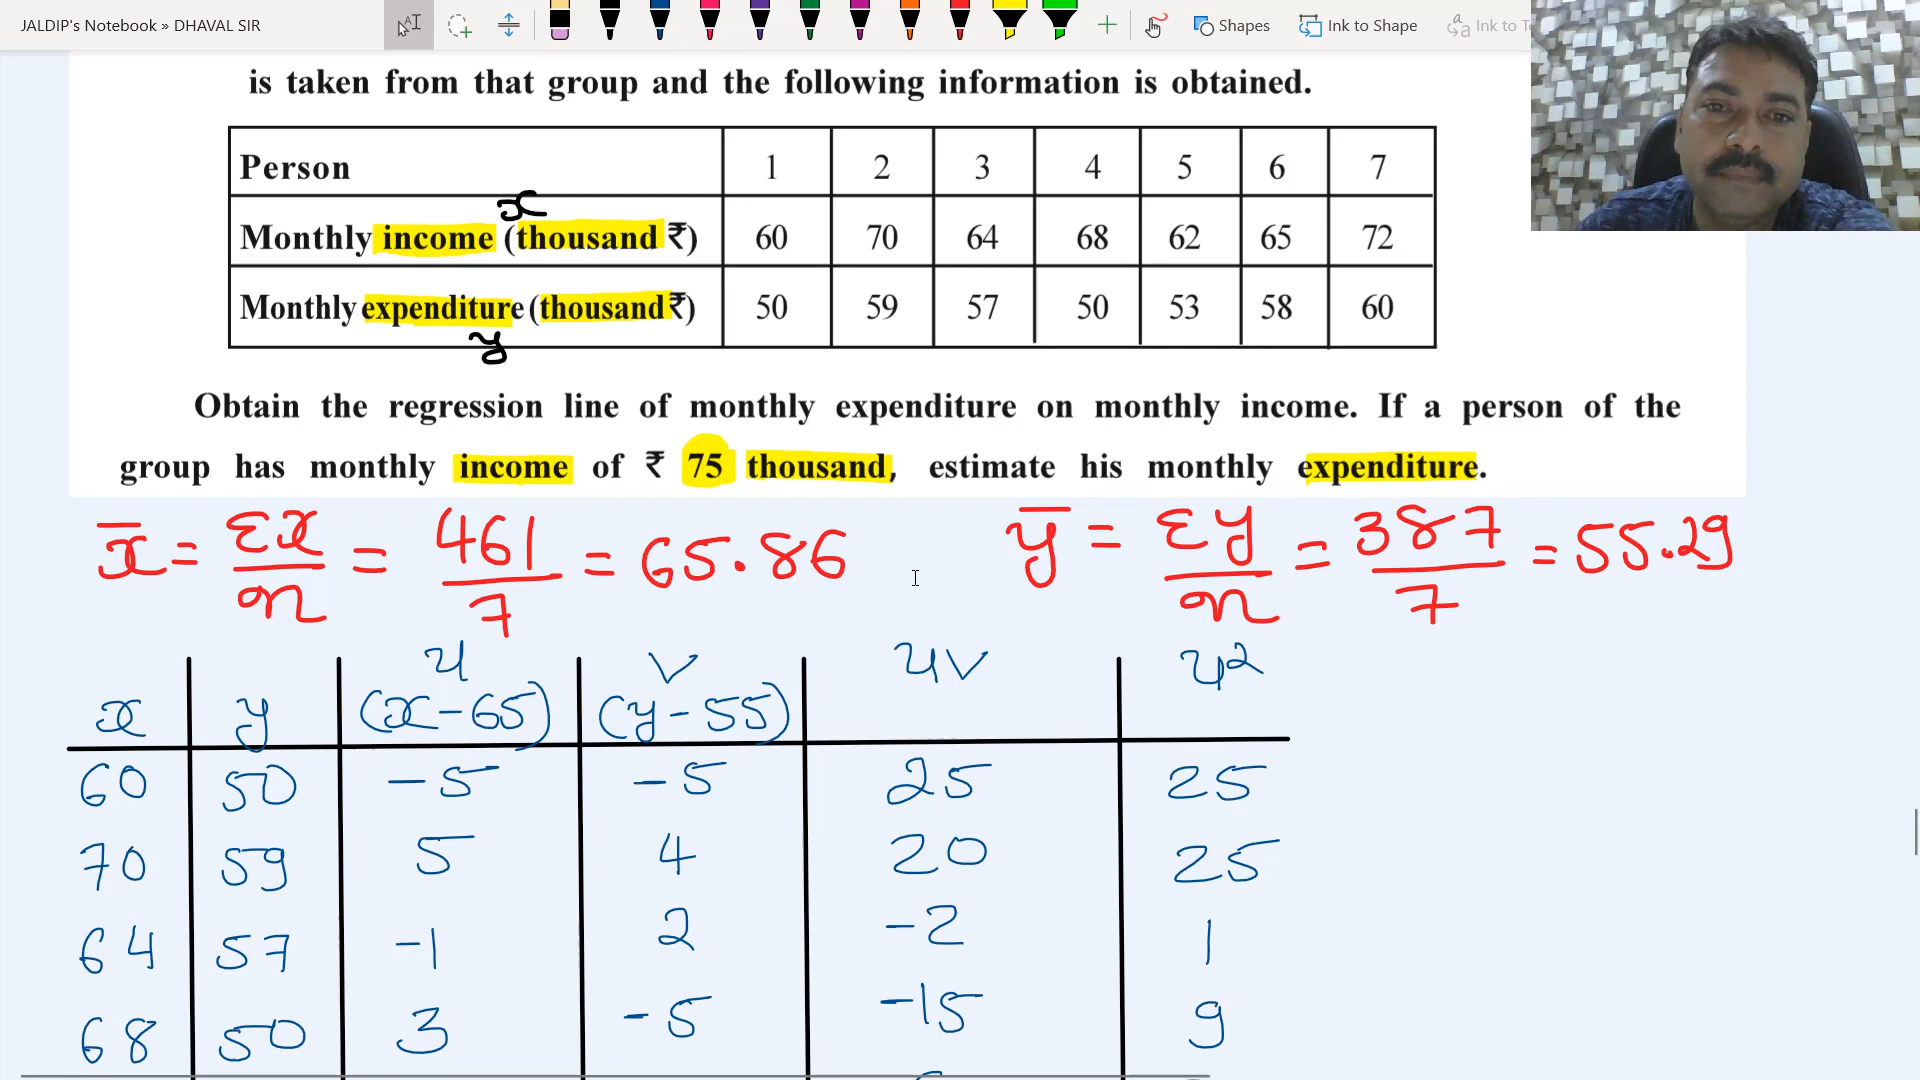 JALDIP's Notebook » DHAVAL SIR
Shapes
Ink to Shape
Ink to T
is taken from that group and the following information is obtained.
Person 1 2 3 4 5 6 7
x
Monthly income (thousand ₹) 60 70 64 68 62 65 72
Monthly expenditure (thousand ₹) 50 59 57 50 53 58 60
y
Obtain the regression line of monthly expenditure on monthly income. If a person of the
group has monthly income of ₹ 75 thousand, estimate his monthly expenditure.
x̄ = Σx/n = 461/7 = 65.86
ȳ = Σy/n = 387/7 = 55.29
u v uv u²
x y (x-65) (y-55)
60 50 -5 -5 25 25
70 59 5 4 20 25
64 57 -1 2 -2 1
68 50 3 -5 -15 9